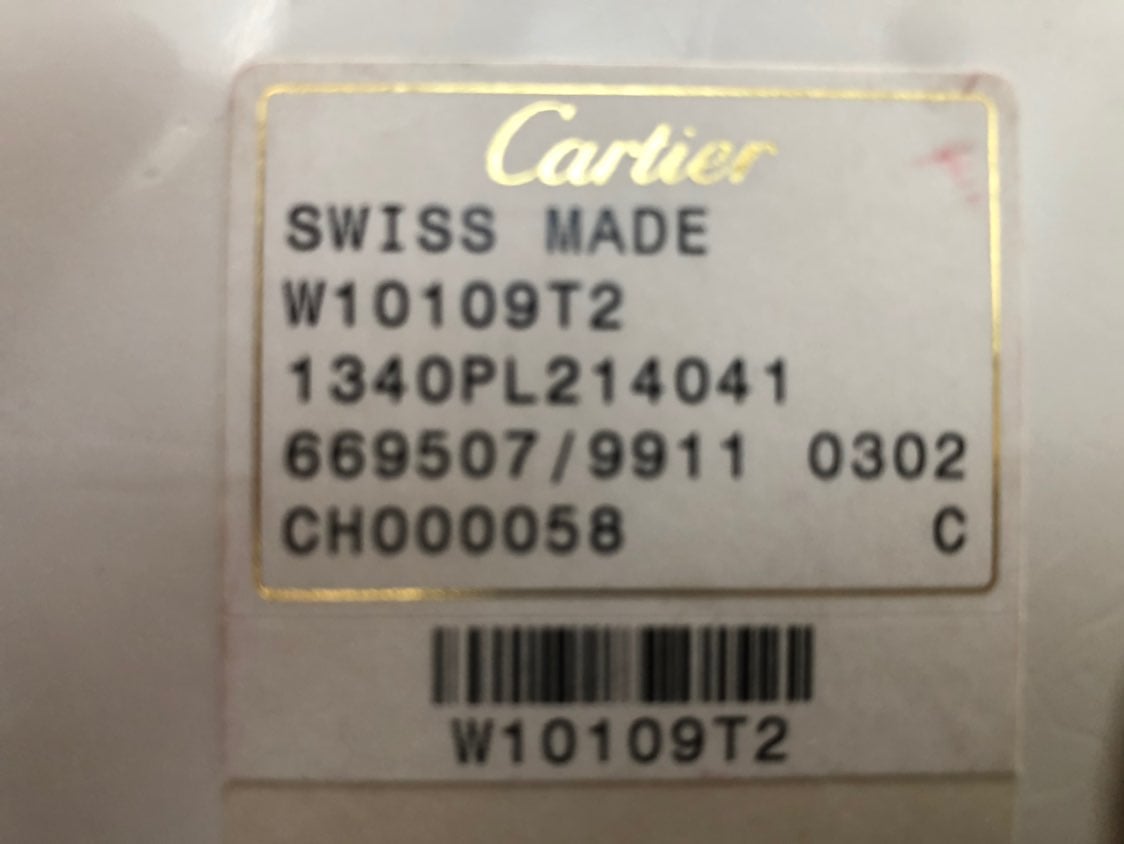 Cartier
SWISS MADE
W10109T2
1340PL214041
669507/9911 0302
CH000058 C
W10109T2